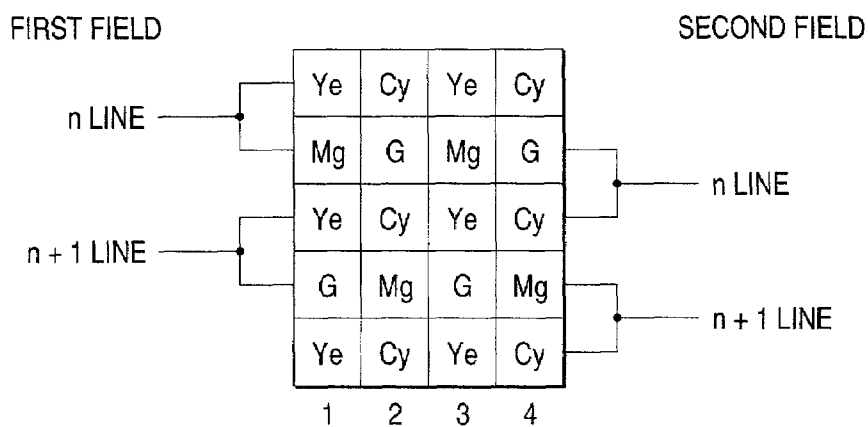 FIRST FIELD
SECOND FIELD
Ye Cy Ye Cy
n LINE
Mg G Mg G
n LINE
Ye Cy Ye Cy
n + 1 LINE
G Mg G Mg
n + 1 LINE
Ye Cy Ye Cy
1 2 3 4